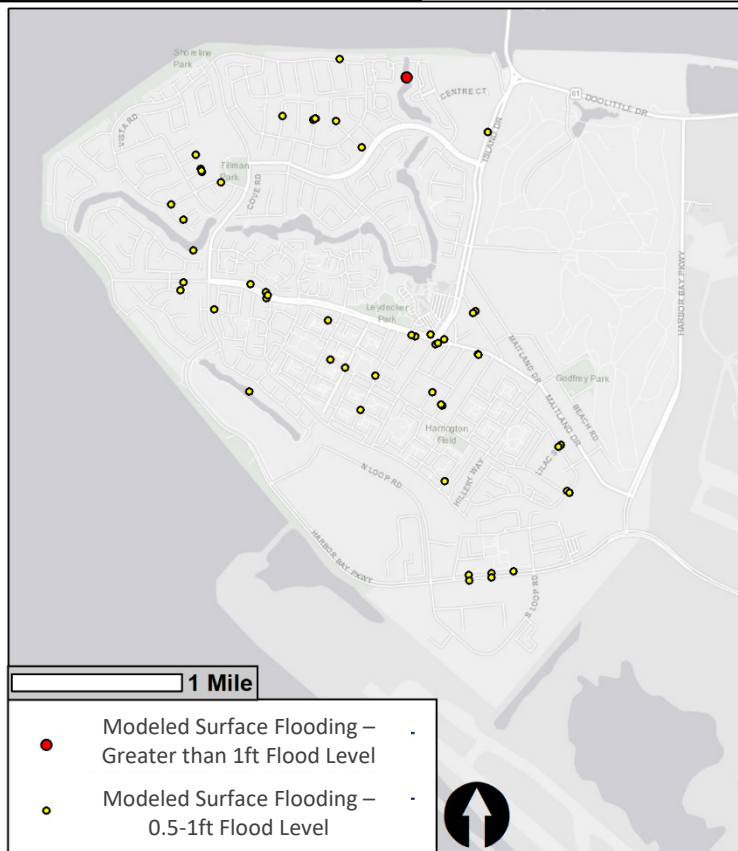 Shoreline
Park
CENTRE CT
61
DOOLITTLE DR
VISTA RD
ISLAND DR
Tillman
Park
COVE RD
HARBOR BAY PKWY
Leydecker
Park
MAITLAND DR
Godfrey Park
BEACH RD
MAITLAND DR
Harrington
Field
LILAC S
N LOOP RD
HILLERY WAY
HARBOR BAY PKWY
S LOOP RD
1 Mile
Modeled Surface Flooding –
Greater than 1ft Flood Level
Modeled Surface Flooding –
0.5-1ft Flood Level